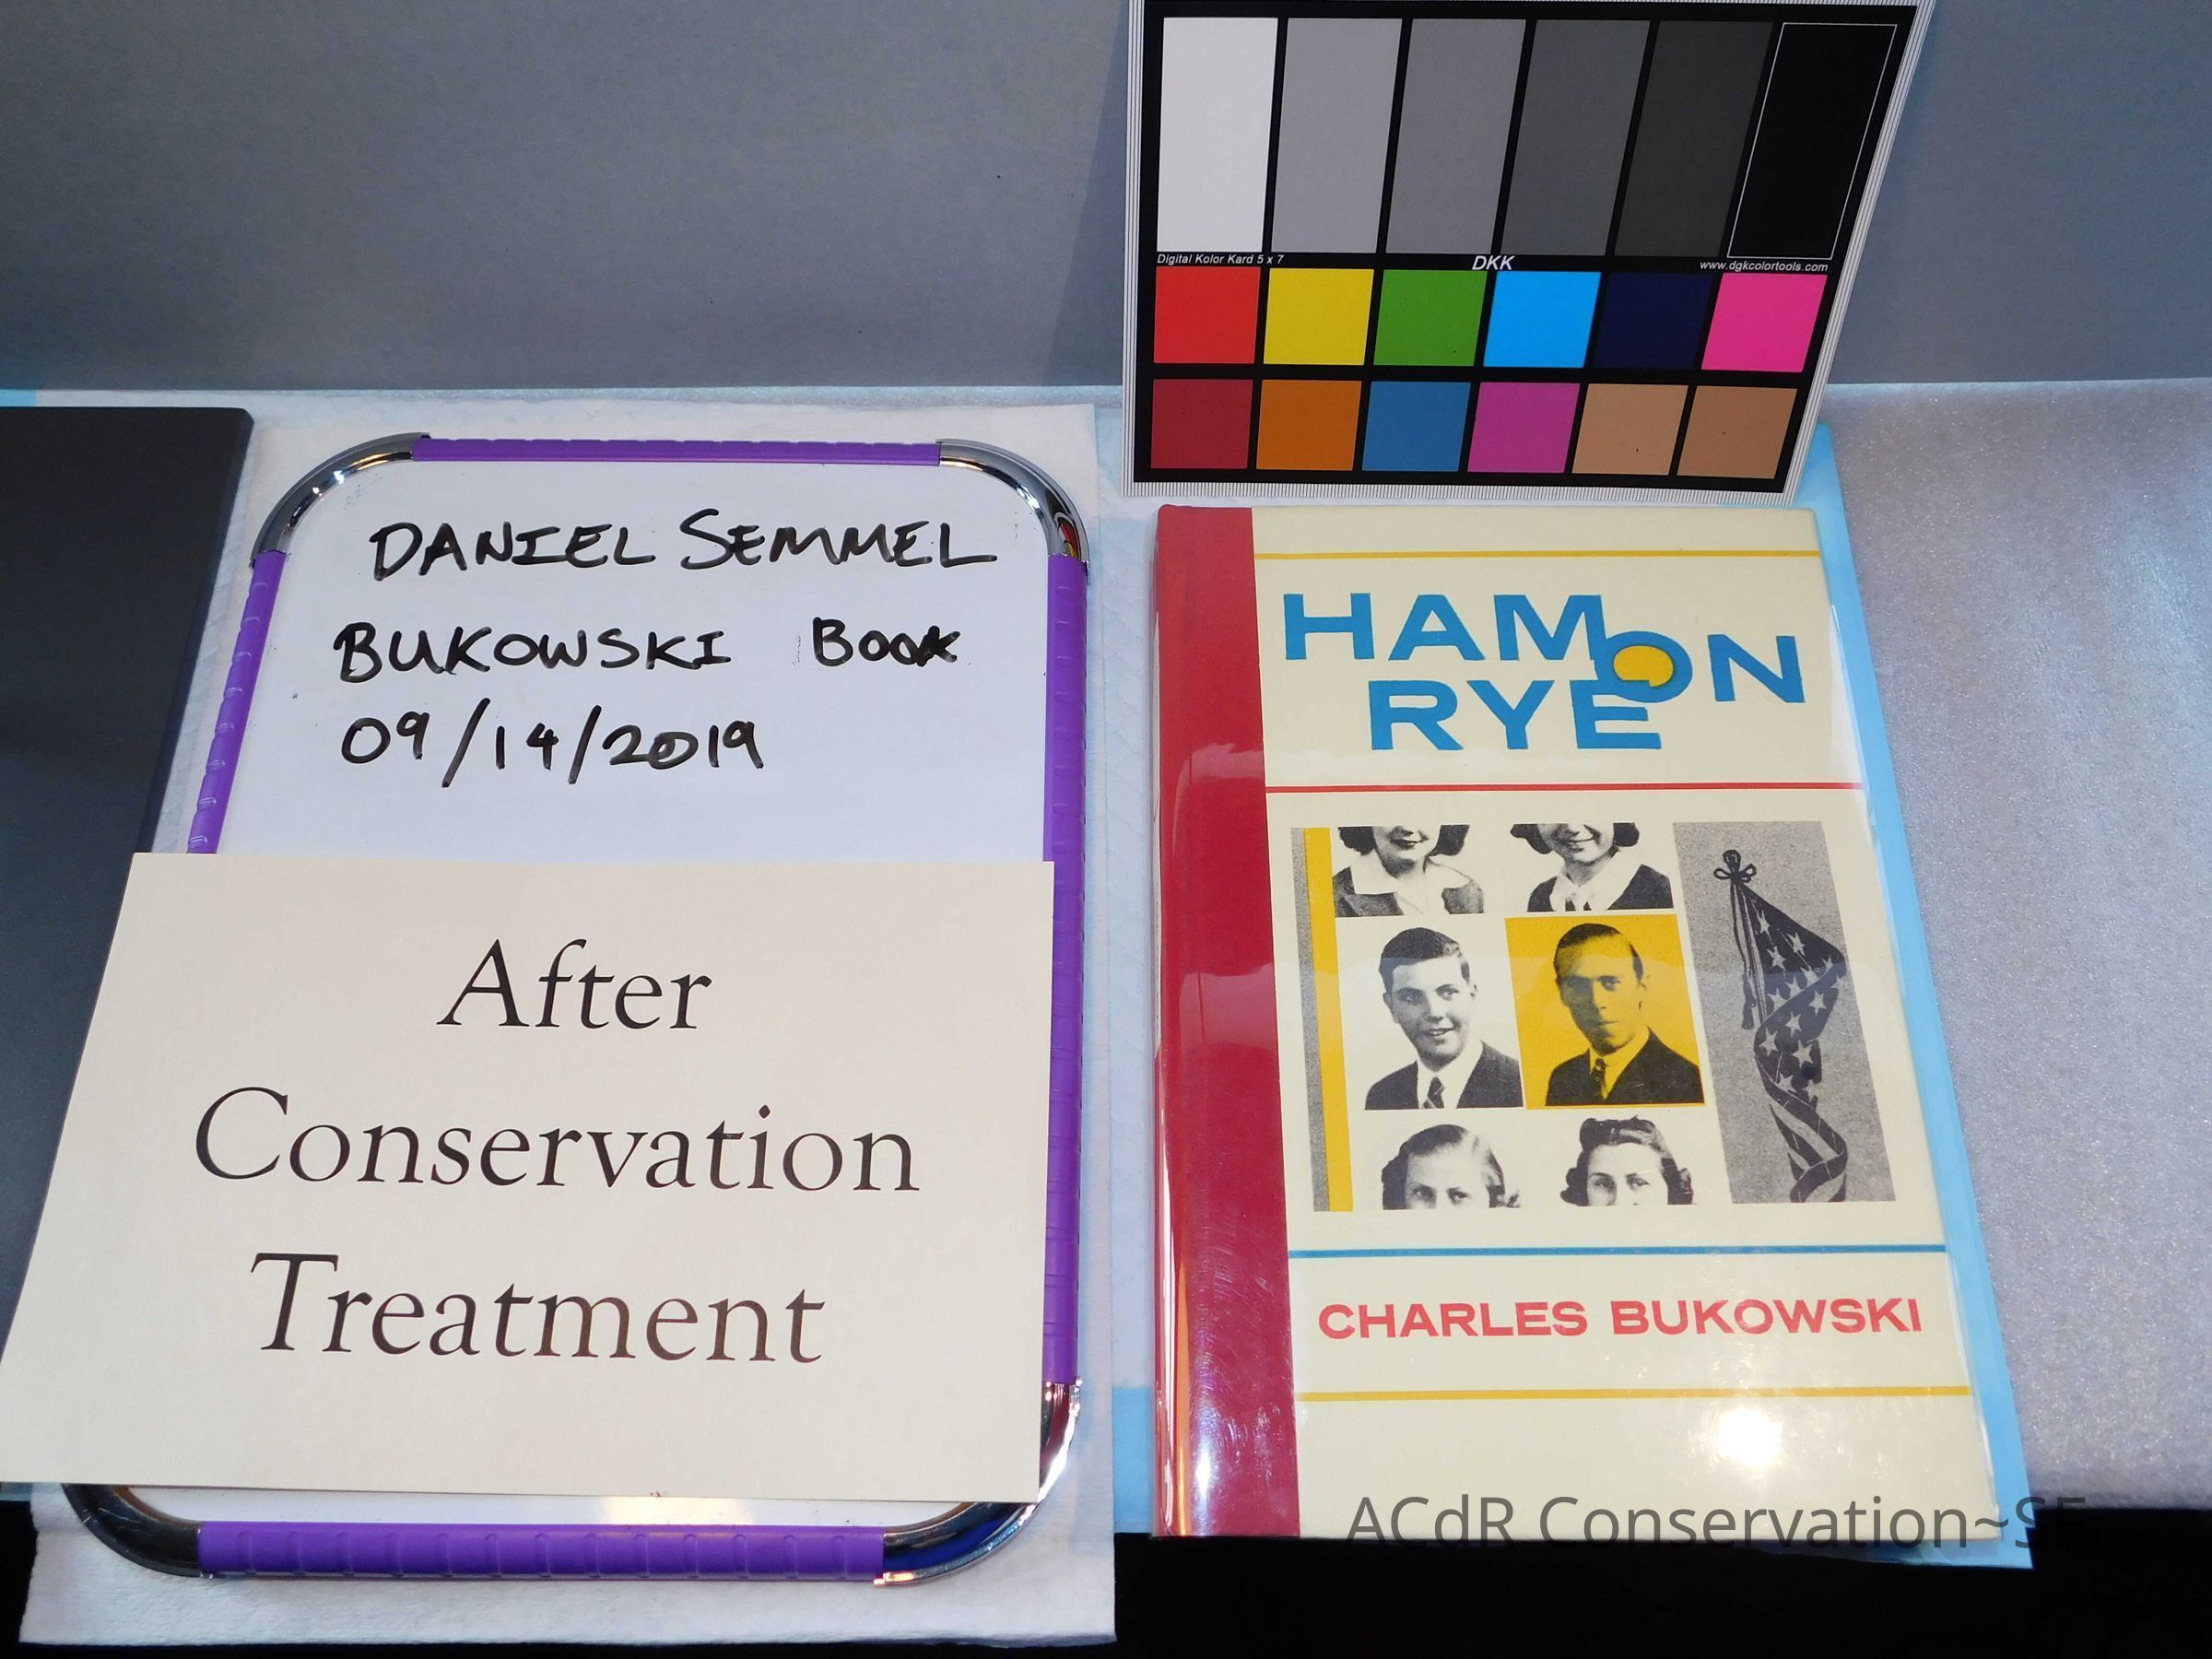 Digital Kolor Kard 5 x 7 DKK www.dgkcolortools.com
DANIEL SEMMEL
BUKOWSKI BOOK
09/14/2019
After
Conservation
Treatment
HAM ON
RYE
CHARLES BUKOWSKI
ACdR Conservation~SF